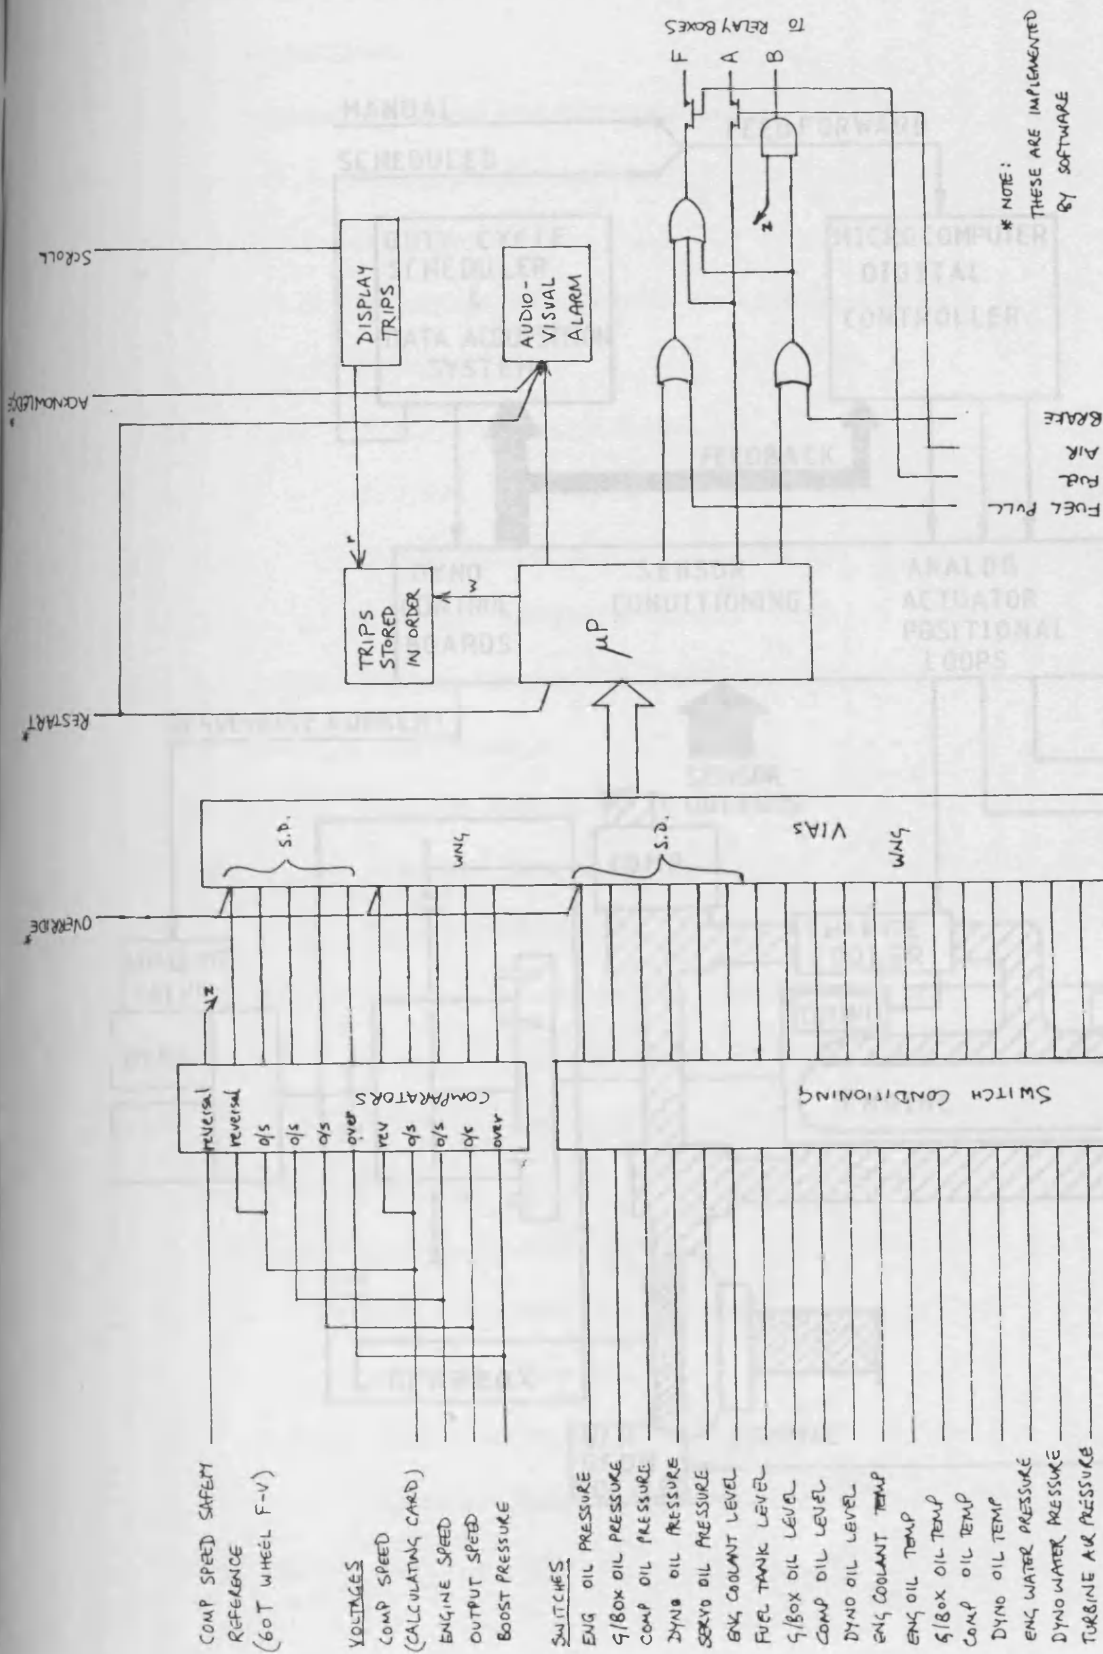 COMP SPEED SAFETY
REFERENCE
(60T WHEEL F-V)
VOLTAGES
COMP SPEED
(CALCULATING CARD)
ENGINE SPEED
OUTPUT SPEED
BOOST PRESSURE
SWITCHES
ENG OIL PRESSURE
G/BOX OIL PRESSURE
COMP OIL PRESSURE
DYNO OIL PRESSURE
SERVO OIL PRESSURE
ENG COOLANT LEVEL
FUEL TANK LEVEL
G/BOX OIL LEVEL
COMP OIL LEVEL
DYNO OIL LEVEL
ENG COOLANT TEMP
ENG OIL TEMP
G/BOX OIL TEMP
COMP OIL TEMP
DYNO OIL TEMP
ENG WATER PRESSURE
DYNO WATER PRESSURE
TURBINE AIR PRESSURE
reversal
reversal
o/s
o/s
o/s
over
rev
o/s
o/s
o/s
over
COMPARATORS
SWITCH CONDITIONING
z
OVERRIDE
*
S.D.
WNG
S.D.
VIAs
WNG
RESTART
*
ACKNOWLEDGE
*
SCROLL
TRIPS
STORED
IN ORDER
r
w
μP
DISPLAY
TRIPS
AUDIO-
VISUAL
ALARM
FUEL PULL
FUEL
AIR
BRAKE
z
F
A
B
TO RELAY BOXES
* NOTE:
THESE ARE IMPLEMENTED
BY SOFTWARE
MANUAL
SCHEDULED
FEEDFORWARD
DUTY CYCLE
SCHEDULER
&
DATA ACQUISITION
SYSTEM
MICROCOMPUTER
DIGITAL
CONTROLLER
FEEDBACK
DYNO
CONTROL
BOARDS
SENSOR
CONDITIONING
ANALOG
ACTUATOR
POSITIONAL
LOOPS
SENSOR
GEARBOX